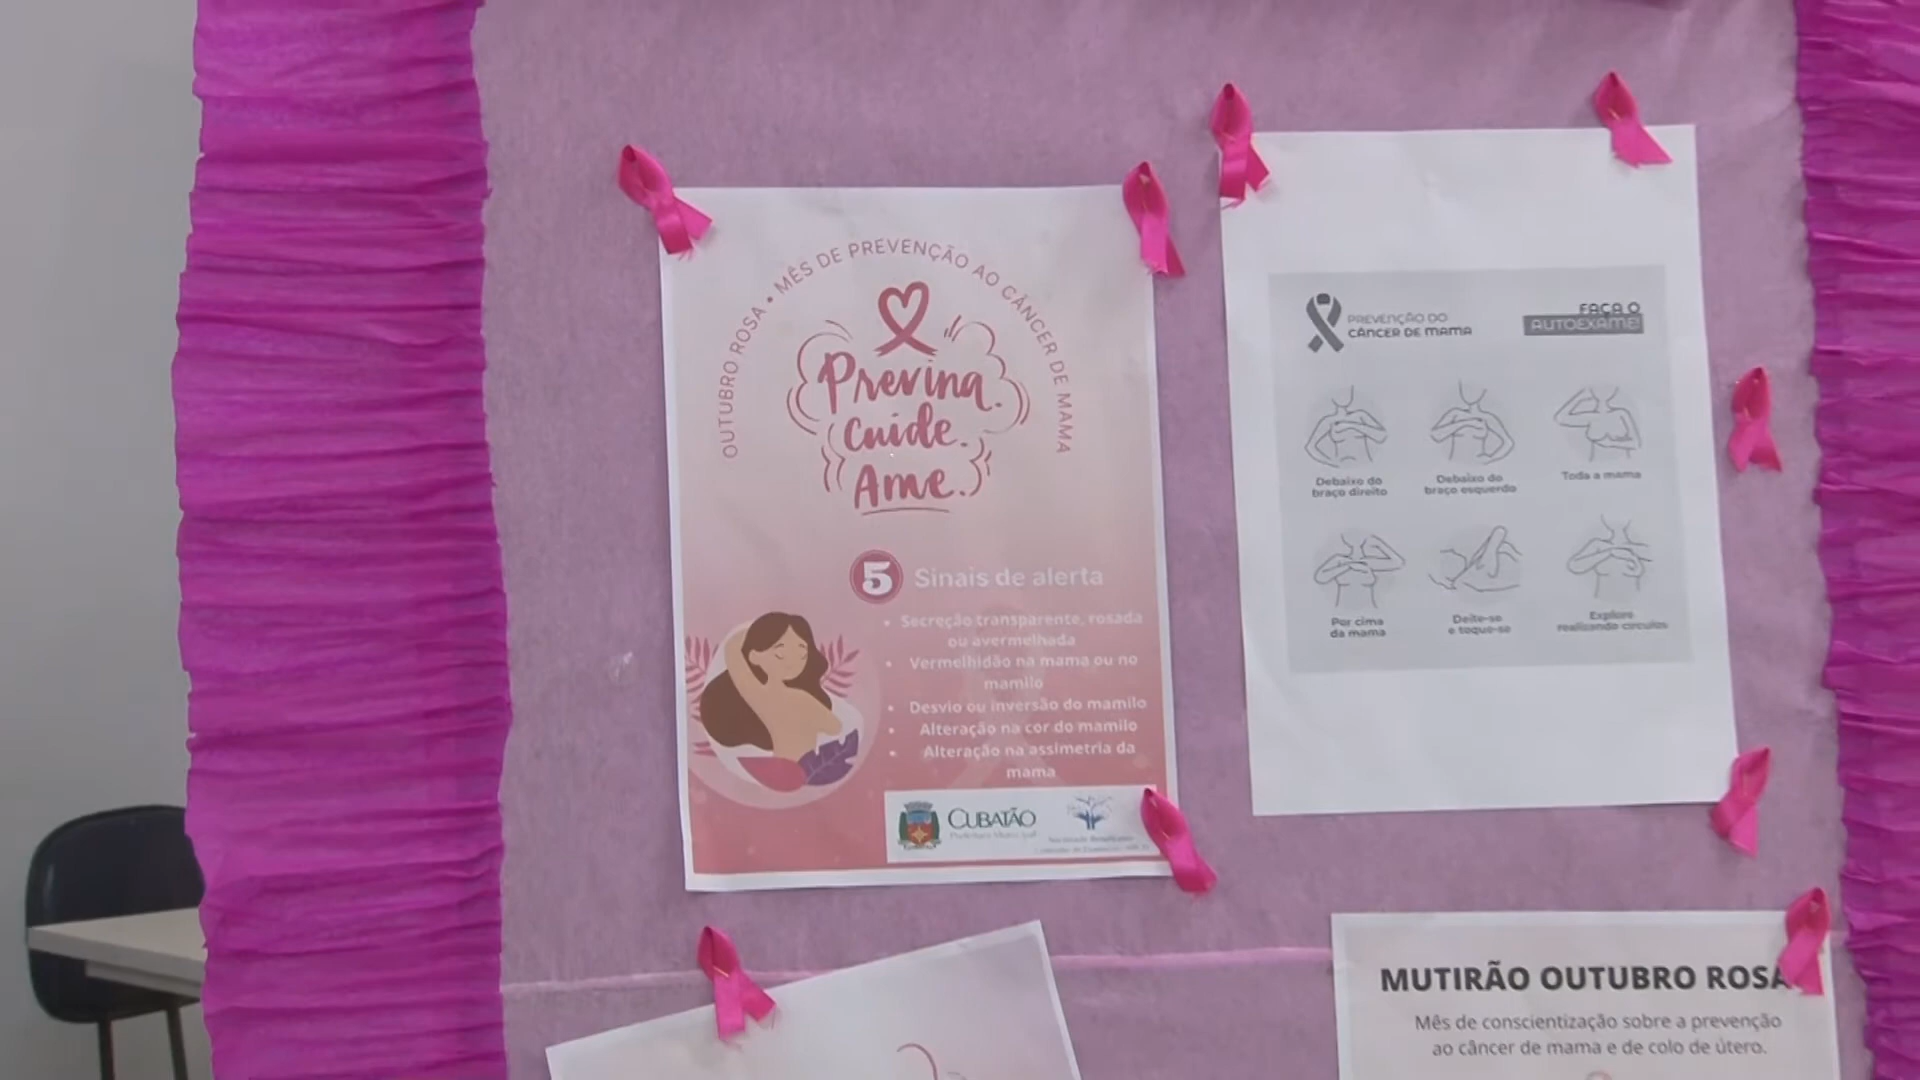 OUTUBRO ROSA • MÊS DE PREVENÇÃO AO CÂNCER DE MAMA
Previna.
Cuide.
Ame.
5 Sinais de alerta
• Secreção transparente, rosada
ou avermelhada
• Vermelhidão na mama ou no
mamilo
• Desvio ou inversão do mamilo
• Alteração na cor do mamilo
• Alteração na assimetria da
mama
CUBATÃO
PREVENÇÃO DO
CÂNCER DE MAMA
FAÇA O
AUTOEXAME!
Debaixo do
braço direito
Debaixo do
braço esquerdo
Toda a mama
Por cima
da mama
Deite-se
e toque-se
Explore
realizando círculos
MUTIRÃO OUTUBRO ROSA
Mês de conscientização sobre a prevenção
ao câncer de mama e de colo de útero.